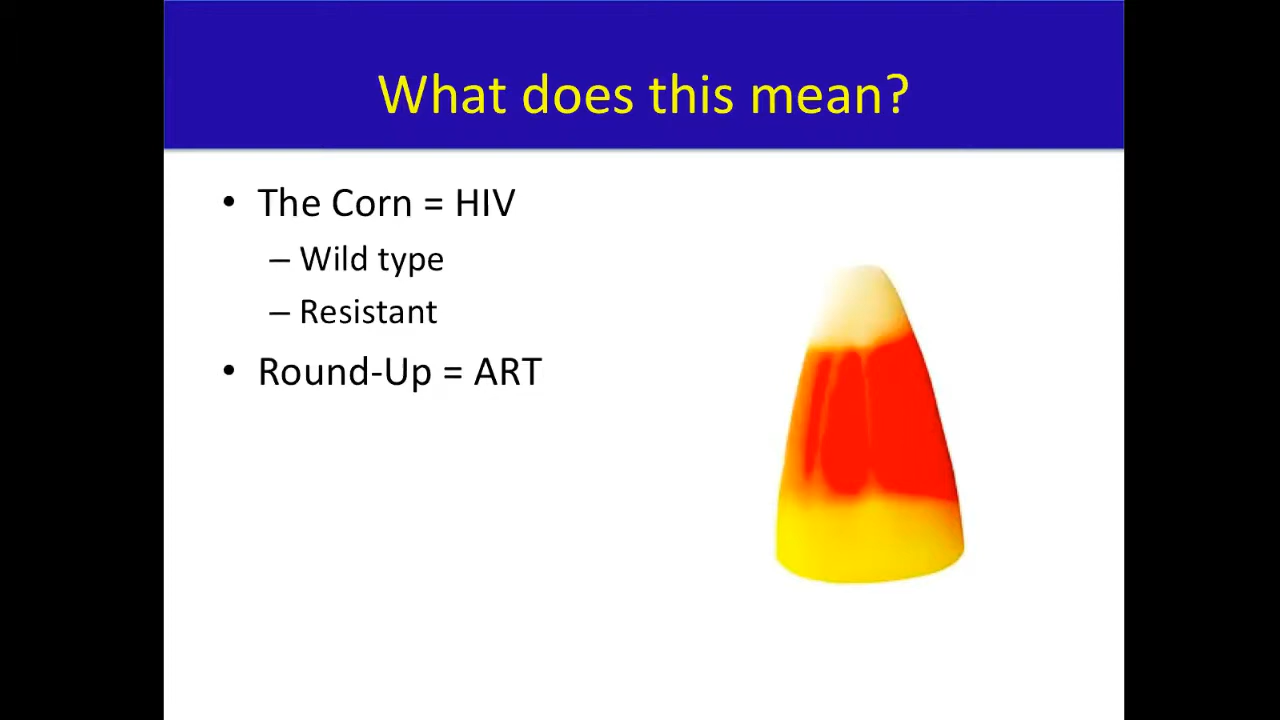 What does this mean?
• The Corn = HIV
– Wild type
– Resistant
• Round-Up = ART